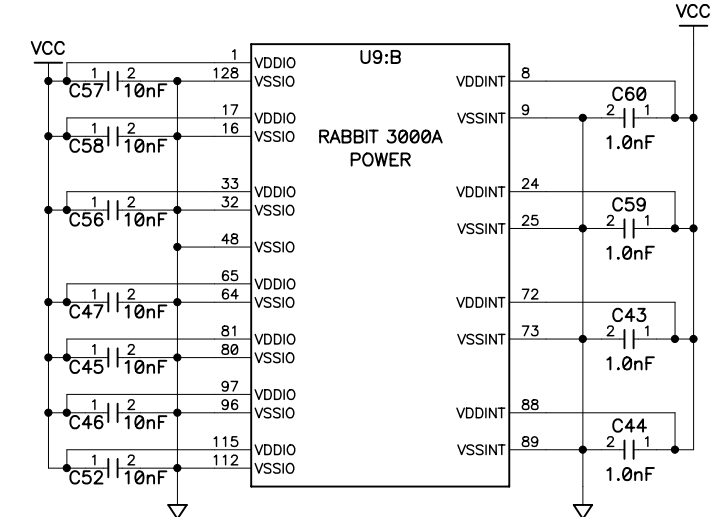 VCC
VCC
U9:B
RABBIT 3000A
POWER
1 VDDIO
128 VSSIO
C57 1 2 10nF
17 VDDIO
16 VSSIO
C58 1 2 10nF
33 VDDIO
32 VSSIO
C56 1 2 10nF
48 VSSIO
65 VDDIO
64 VSSIO
C47 1 2 10nF
81 VDDIO
80 VSSIO
C45 1 2 10nF
97 VDDIO
96 VSSIO
C46 1 2 10nF
115 VDDIO
112 VSSIO
C52 1 2 10nF
VDDINT 8
VSSINT 9
C60
2 1
1.0nF
VDDINT 24
VSSINT 25
C59
2 1
1.0nF
VDDINT 72
VSSINT 73
C43
2 1
1.0nF
VDDINT 88
VSSINT 89
C44
2 1
1.0nF